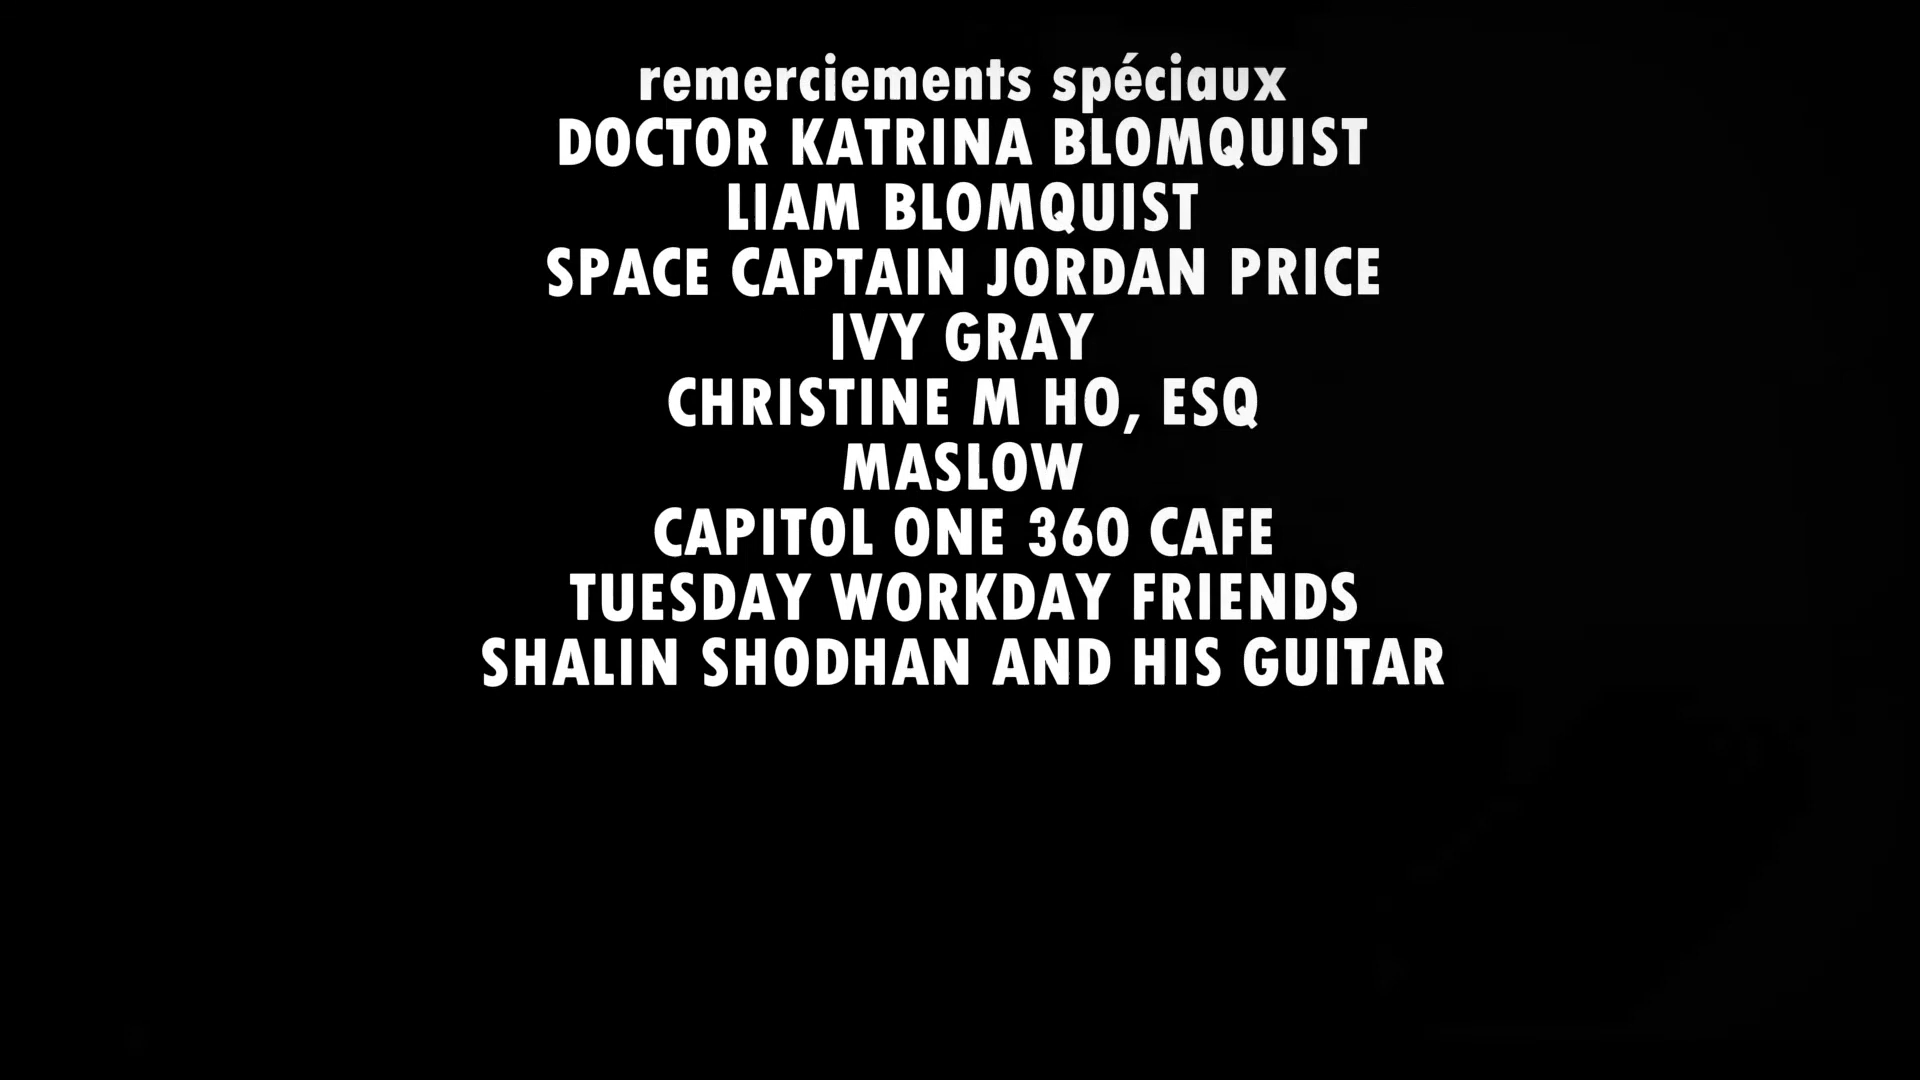 remerciements spéciaux
DOCTOR KATRINA BLOMQUIST
LIAM BLOMQUIST
SPACE CAPTAIN JORDAN PRICE
IVY GRAY
CHRISTINE M HO, ESQ
MASLOW
CAPITOL ONE 360 CAFE
TUESDAY WORKDAY FRIENDS
SHALIN SHODHAN AND HIS GUITAR